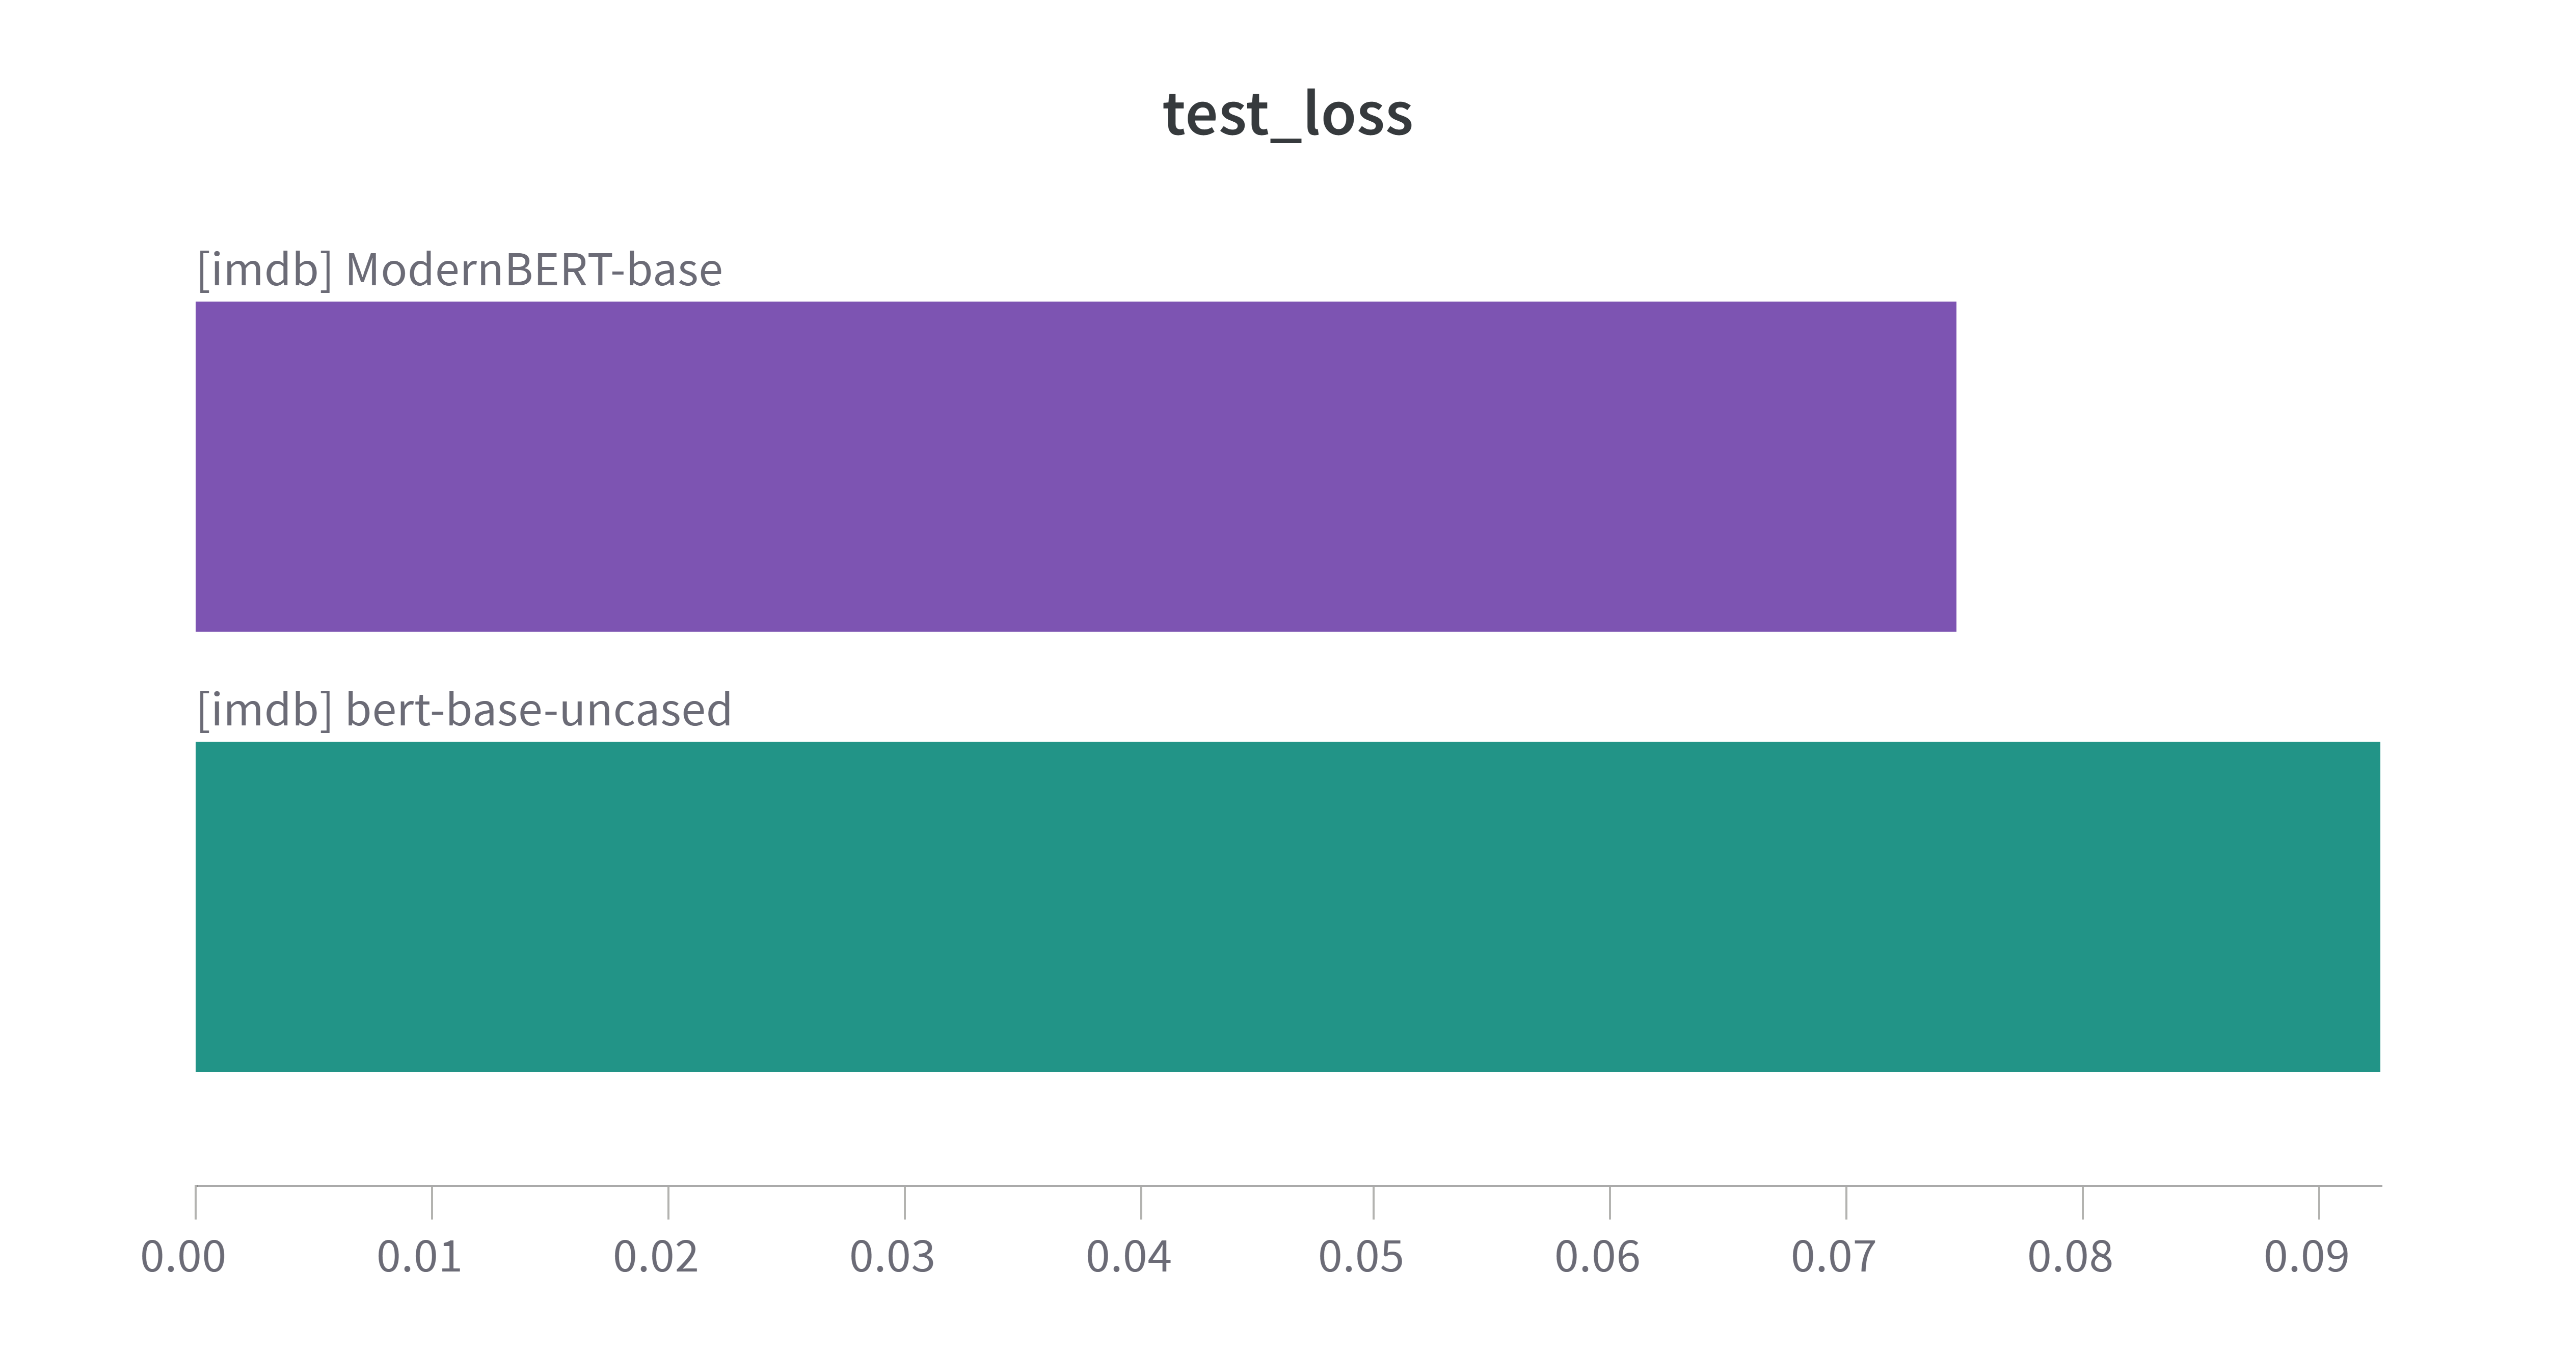 test_loss
[imdb] ModernBERT-base
[imdb] bert-base-uncased
0.00 0.01 0.02 0.03 0.04 0.05 0.06 0.07 0.08 0.09